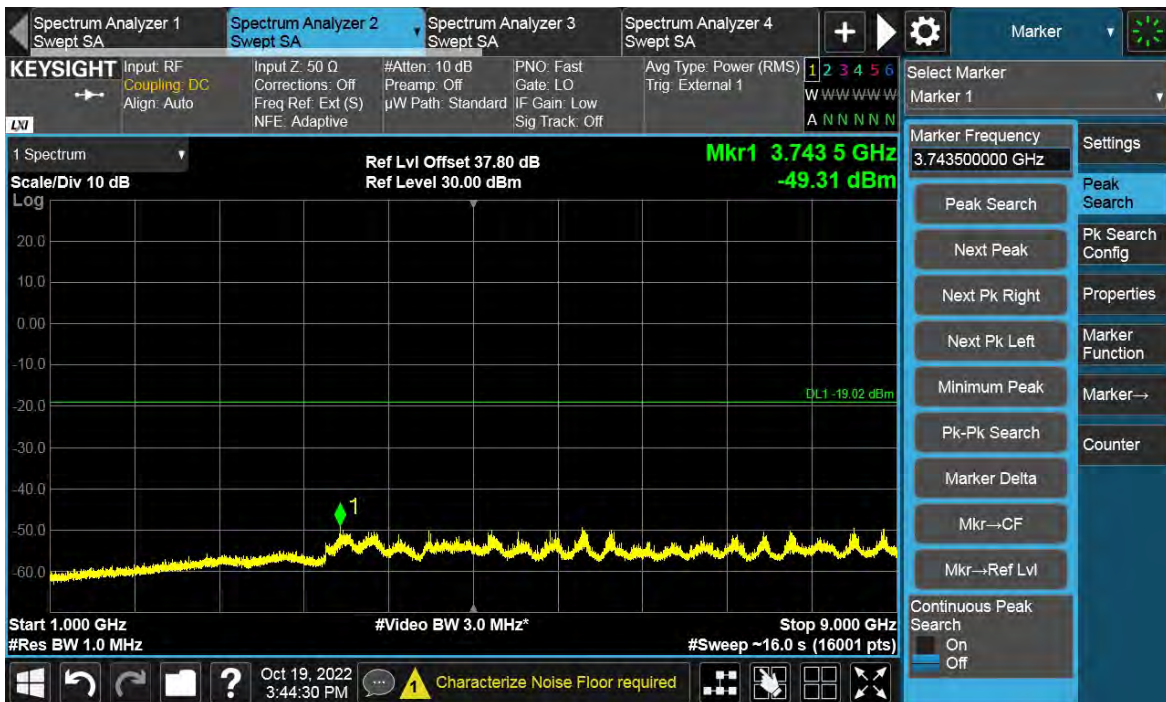 Spectrum Analyzer 1
Swept SA
Spectrum Analyzer 2
Swept SA
Spectrum Analyzer 3
Swept SA
Spectrum Analyzer 4
Swept SA
+
Marker
KEYSIGHT
LXI
Input: RF
Coupling: DC
Align: Auto
Input Z: 50 Ω
Corrections: Off
Freq Ref: Ext (S)
NFE: Adaptive
#Atten: 10 dB
Preamp: Off
µW Path: Standard
PNO: Fast
Gate: LO
IF Gain: Low
Sig Track: Off
Avg Type: Power (RMS)
Trig: External 1
1 2 3 4 5 6
W W W W W W
A N N N N N
Select Marker
Marker 1
1 Spectrum
Scale/Div 10 dB
Log
Ref Lvl Offset 37.80 dB
Ref Level 30.00 dBm
Mkr1 3.743 5 GHz
-49.31 dBm
20.0
10.0
0.00
-10.0
-20.0
-30.0
-40.0
-50.0
-60.0
DL1 -19.02 dBm
1
Start 1.000 GHz
#Video BW 3.0 MHz*
Stop 9.000 GHz
#Res BW 1.0 MHz
#Sweep ~16.0 s (16001 pts)
Marker Frequency
3.743500000 GHz
Peak Search
Next Peak
Next Pk Right
Next Pk Left
Minimum Peak
Pk-Pk Search
Marker Delta
Mkr→CF
Mkr→Ref Lvl
Continuous Peak
Search
On
Off
Settings
Peak
Search
Pk Search
Config
Properties
Marker
Function
Marker→
Counter
?
Oct 19, 2022
3:44:30 PM
1
Characterize Noise Floor required